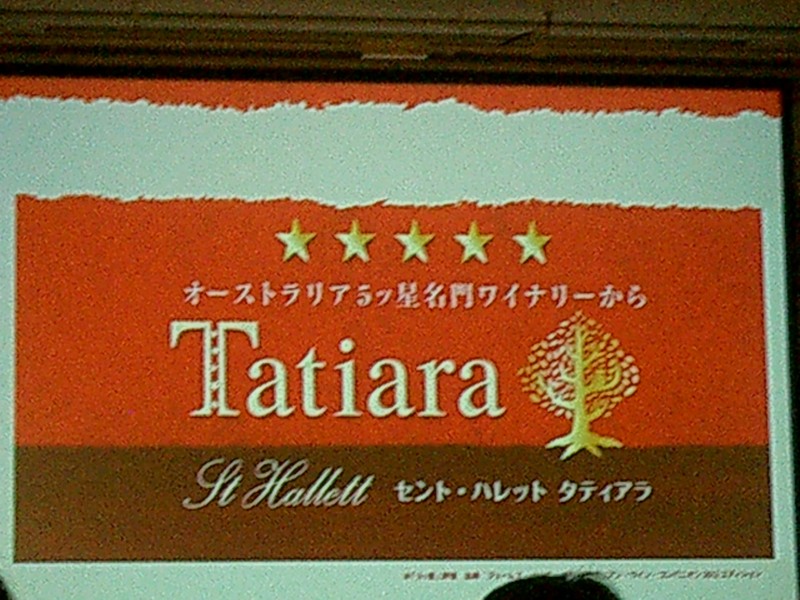 オーストラリア5ッ星名門ワイナリーから
Tatiara
St Hallett セント・ハレット タティアラ